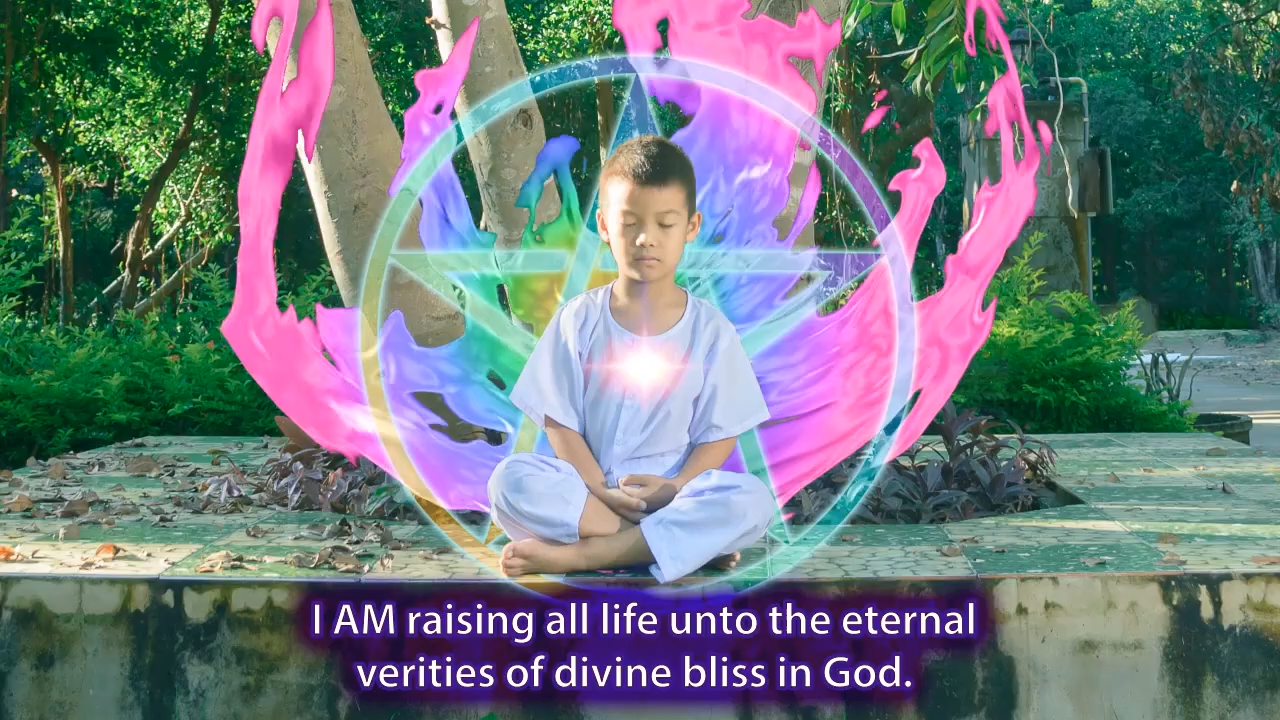 I AM raising all life unto the eternal
verities of divine bliss in God.